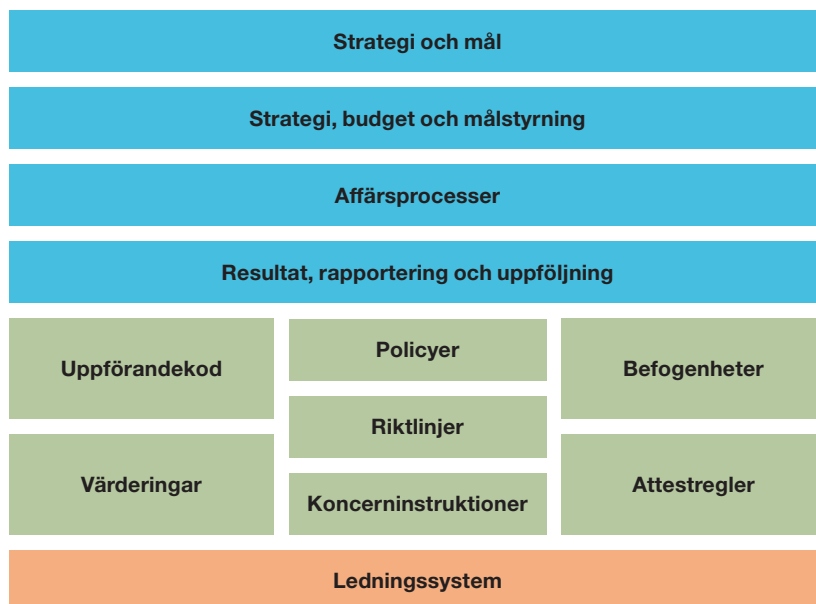 Strategi och mål
Strategi, budget och målstyrning
Affärsprocesser
Resultat, rapportering och uppföljning
Uppförandekod
Värderingar
Policyer
Riktlinjer
Koncerninstruktioner
Befogenheter
Attestregler
Ledningssystem